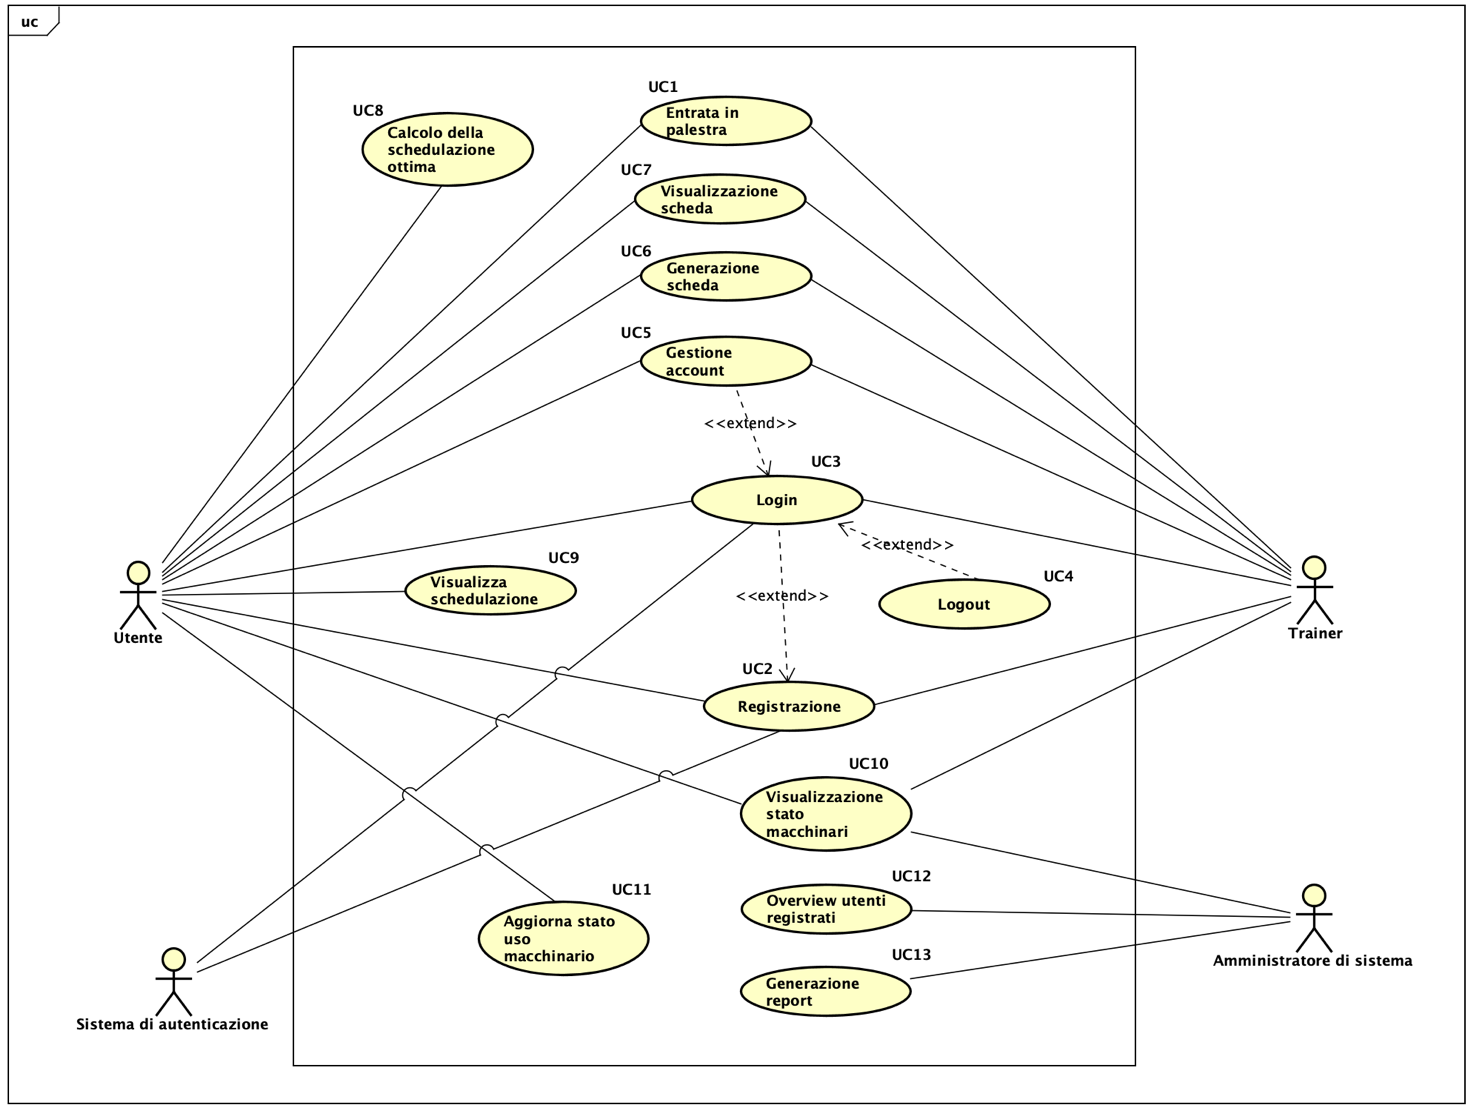 uc
UC1
Entrata in
palestra
UC8
Calcolo della
schedulazione
ottima
UC7
Visualizzazione
scheda
UC6
Generazione
scheda
UC5
Gestione
account
<<extend>>
UC3
Login
<<extend>>
UC9
Visualizza
schedulazione
UC4
Logout
<<extend>>
Utente
Trainer
UC2
Registrazione
UC10
Visualizzazione
stato
macchinari
UC11
Aggiorna stato
uso
macchinario
UC12
Overview utenti
registrati
UC13
Generazione
report
Amministratore di sistema
Sistema di autenticazione